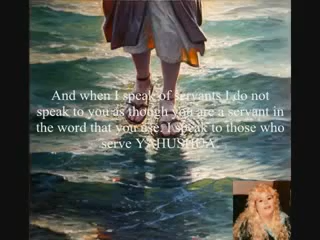 And when I speak of servants I do not
speak to you as though you are a servant in
the word that you use. I speak to those who
serve YAHUSHUA.